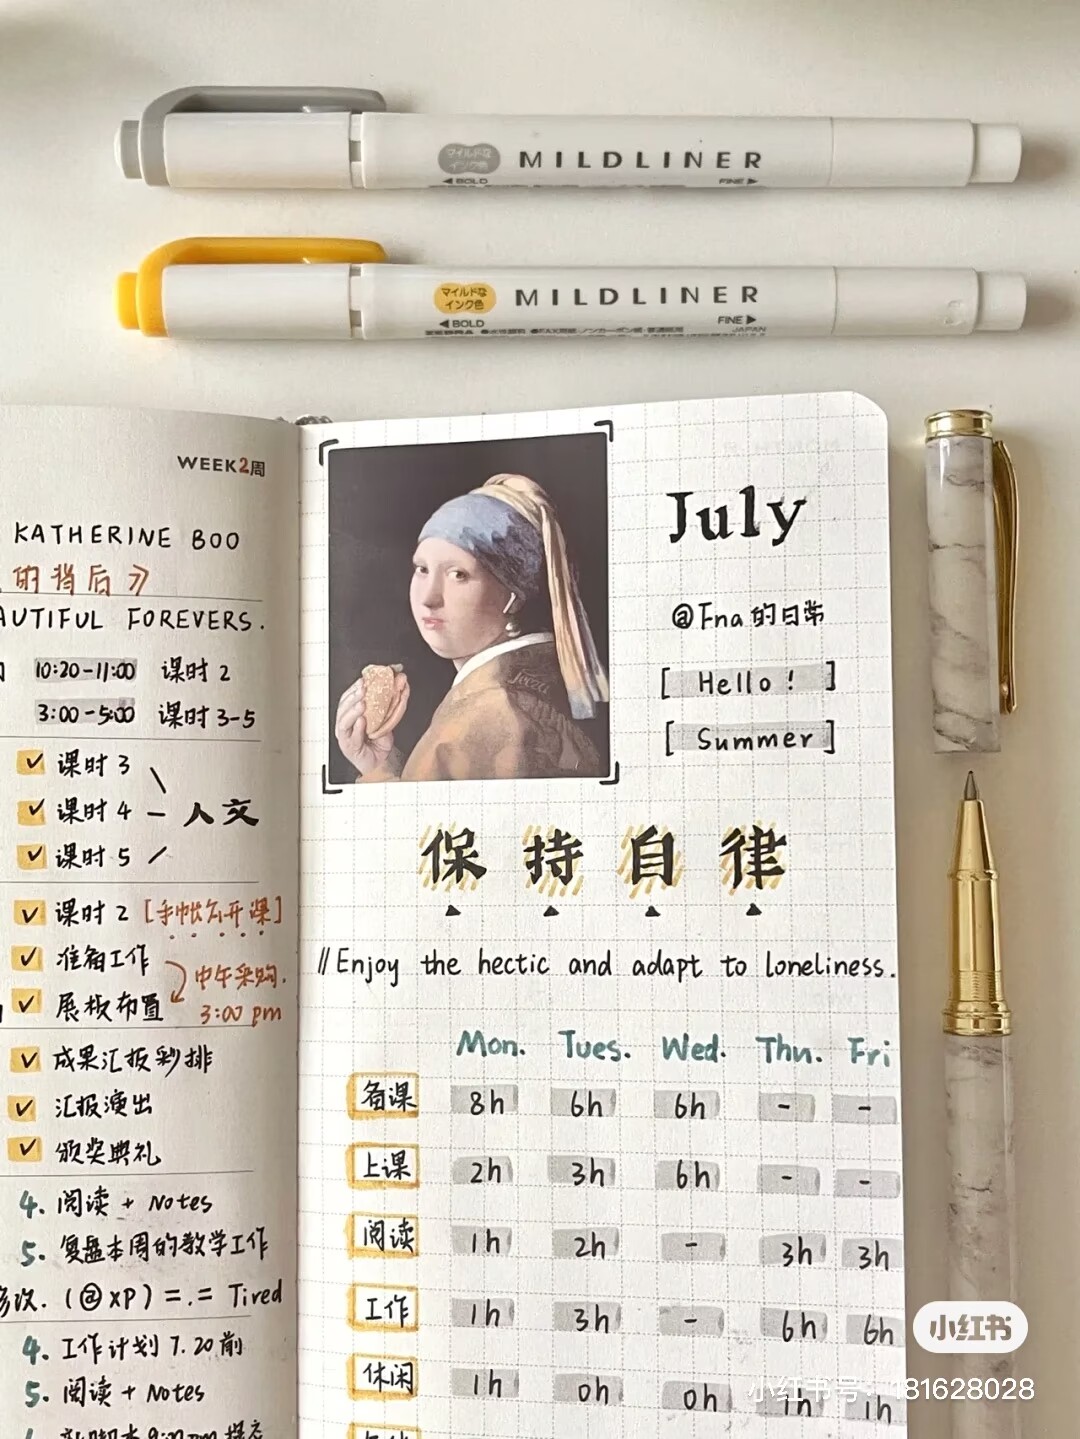 マイルドな
インク色
MILDLINER
◀BOLD
FINE▶
マイルドな
インク色
MILDLINER
◀BOLD
FINE▶
ZEBRA
JAPAN
WEEK2周
KATHERINE BOO
的背后》
AUTIFUL FOREVERS.
10:20-11:00 课时2
3:00-5:00 课时3-5
✓ 课时3
✓ 课时4 — 人文
✓ 课时5
✓ 课时2 [手帐公开课]
✓ 准备工作
中午采购.
✓ 展板布置
3:00 pm
✓ 成果汇报彩排
✓ 汇报演出
✓ 颁奖典礼
4. 阅读 + Notes
5. 复盘本周的教学工作
修改. (@xP) =.= Tired
4. 工作计划 7.20前
5. 阅读 + Notes
July
@Fna的日常
[ Hello! ]
[ Summer ]
保持自律
//Enjoy the hectic and adapt to loneliness.
Mon. Tues. Wed. Thu. Fri
备课 8h 6h 6h - -
上课 2h 3h 6h - -
阅读 1h 2h - 3h 3h
工作 1h 3h - 6h 6h
休闲 1h 0h 0h 1h 1h
小红书
小红书号：181628028